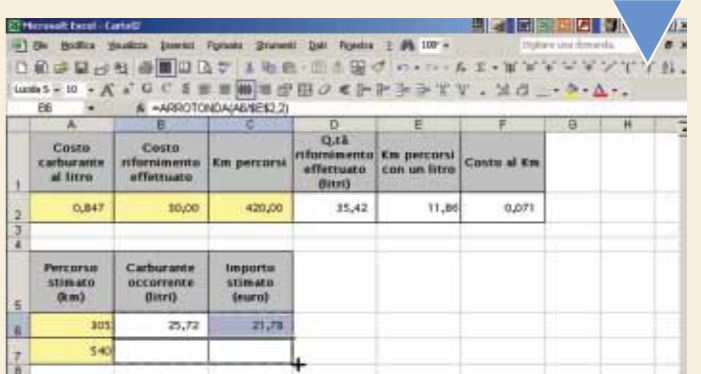 Microsoft Excel - Cartel2
File Modifica Visualizza Inserisci Formato Strumenti Dati Finestra ? 100%
Digitare una domanda.
10 G C S
B6 fx =ARROTONDA(A6/$E$2;2)
A B C D E F G H
1 Costo carburante al litro Costo rifornimento effettuato Km percorsi Q.tà rifornimento effettuato (litri) Km percorsi con un litro Costo al Km
2 0,847 30,00 420,00 35,42 11,86 0,071
3
4
5 Percorso stimato (km) Carburante occorrente (litri) Importo stimato (euro)
6 305 25,72 21,78
7 540
8